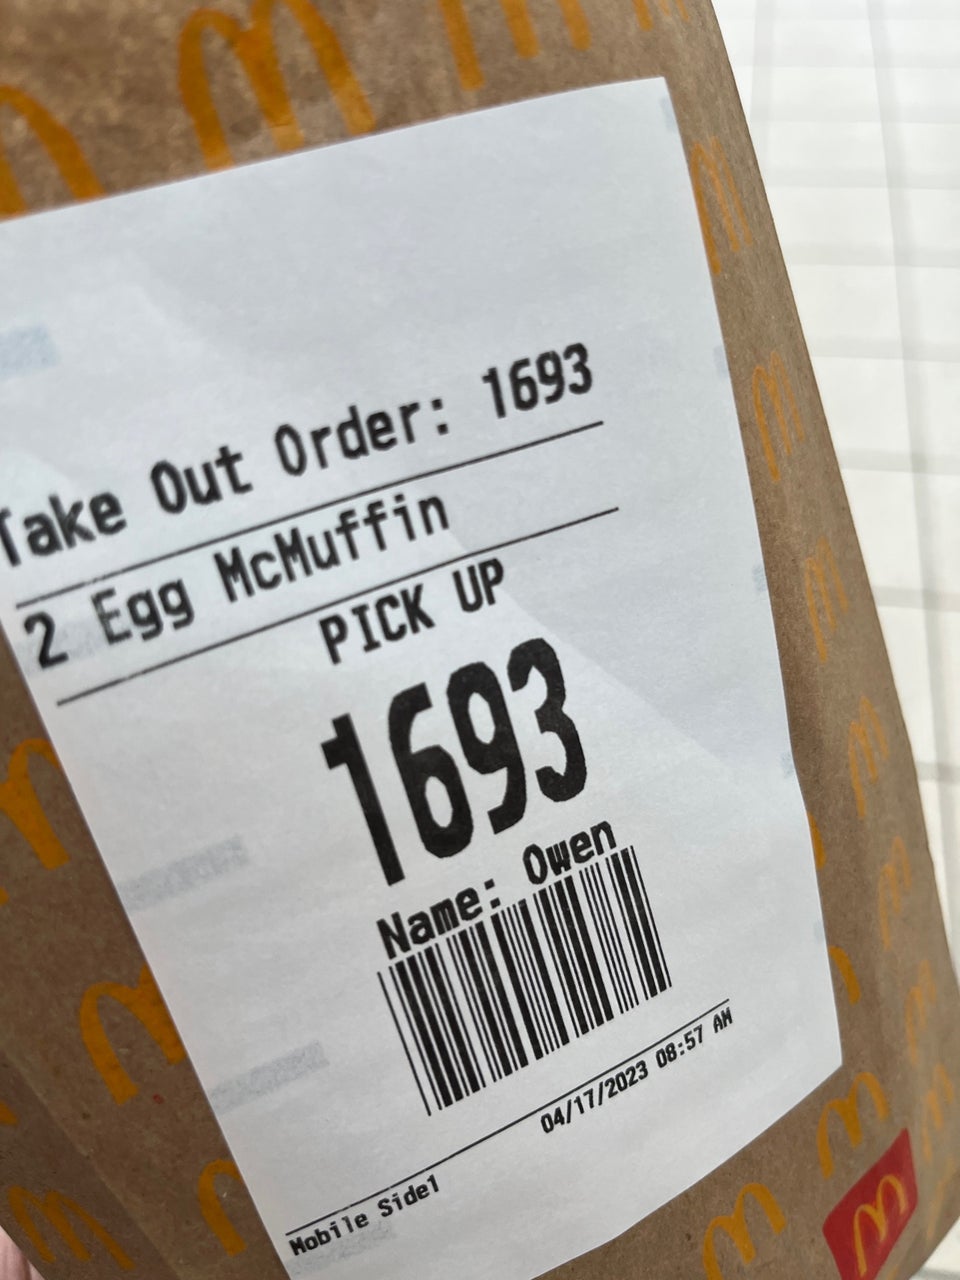 Take Out Order: 1693
2 Egg McMuffin
PICK UP
1693
Name: Owen
04/17/2023 08:57 AM
Mobile Side1